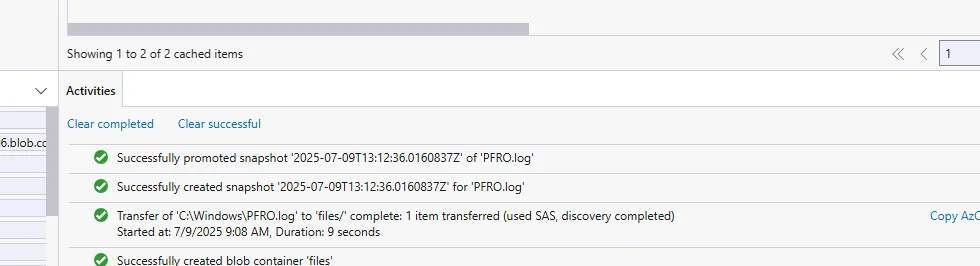 Showing 1 to 2 of 2 cached items
1
Activities
Clear completed Clear successful
6.blob.cc
Successfully promoted snapshot '2025-07-09T13:12:36.0160837Z' of 'PFRO.log'
Successfully created snapshot '2025-07-09T13:12:36.0160837Z' for 'PFRO.log'
Transfer of 'C:\Windows\PFRO.log' to 'files/' complete: 1 item transferred (used SAS, discovery completed)
Copy AzC
Started at: 7/9/2025 9:08 AM, Duration: 9 seconds
Successfully created blob container 'files'